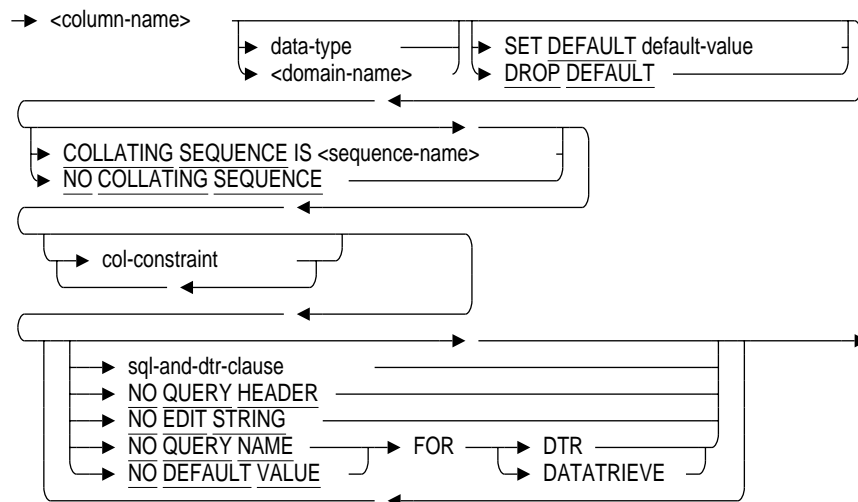 <column-name>
data-type SET DEFAULT default-value
<domain-name> DROP DEFAULT
COLLATING SEQUENCE IS <sequence-name>
NO COLLATING SEQUENCE
col-constraint
sql-and-dtr-clause
NO QUERY HEADER
NO EDIT STRING
NO QUERY NAME FOR DTR
NO DEFAULT VALUE DATATRIEVE